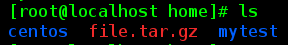 [root@localhost home]# ls
centos  file.tar.gz  mytest